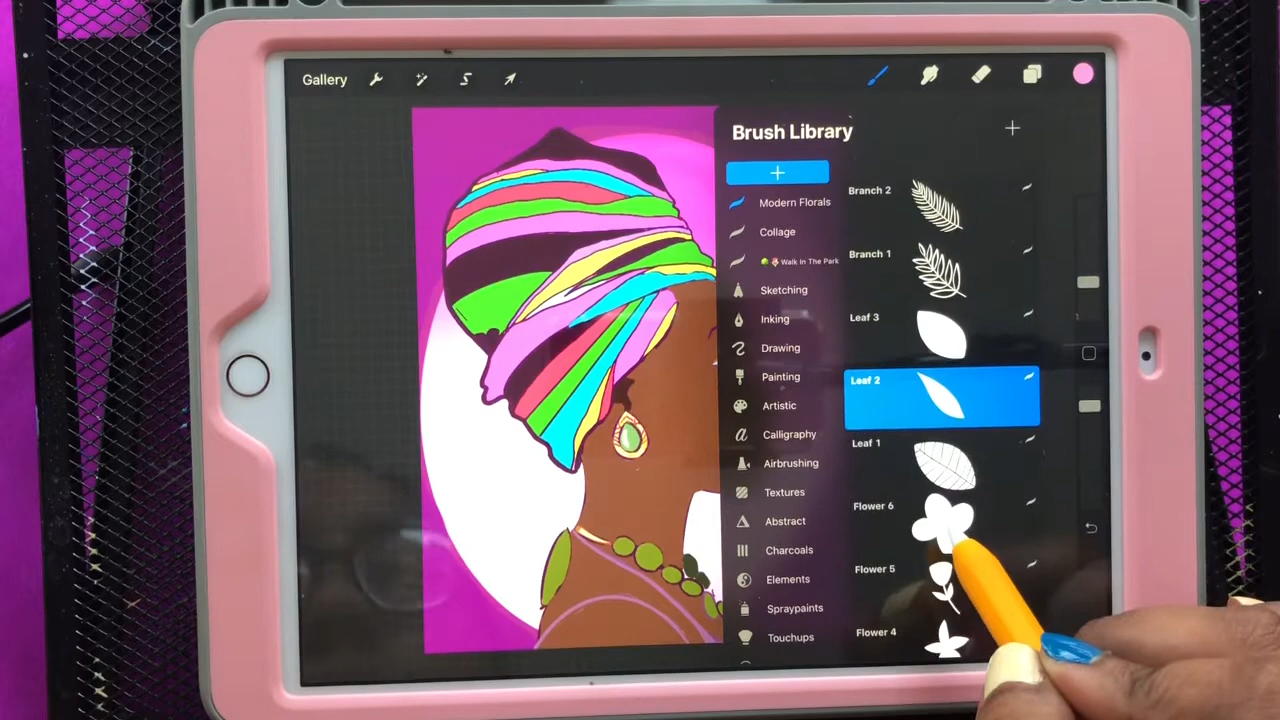 Gallery
Brush Library
Modern Florals
Collage
Walk In The Park
Sketching
Inking
Drawing
Painting
Artistic
Calligraphy
Airbrushing
Textures
Abstract
Charcoals
Elements
Spraypaints
Touchups
Branch 2
Branch 1
Leaf 3
Leaf 2
Leaf 1
Flower 6
Flower 5
Flower 4